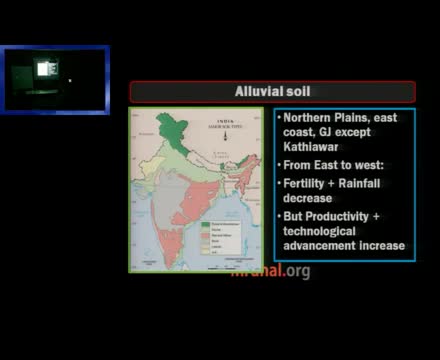 Alluvial soil
INDIA
MAJOR SOIL TYPES
• Northern Plains, east
coast, GJ except
Kathiawar
• From East to west:
• Fertility + Rainfall
decrease
• But Productivity +
technological
advancement increase
Mrunal.org